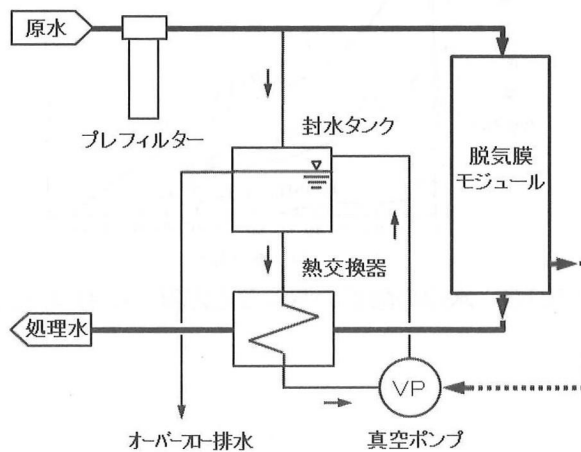 原水
プレフィルター
封水タンク
脱気膜
モジュール
熱交換器
処理水
VP
オーバーフロー排水
真空ポンプ